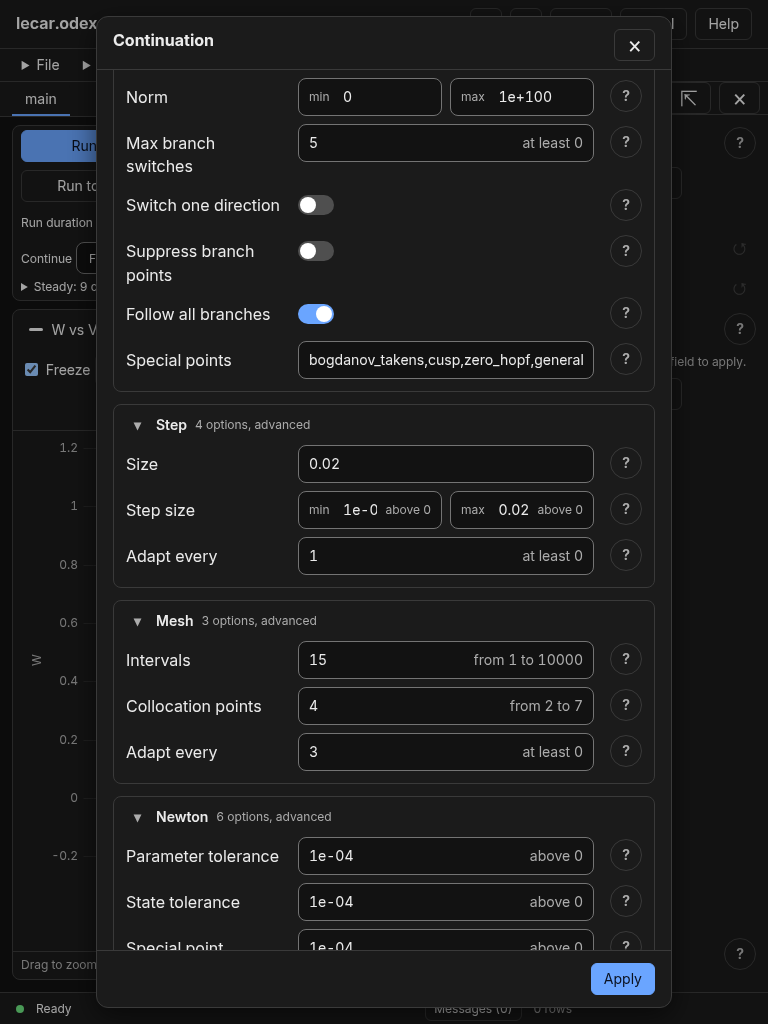 lecar.odex
Continuation
×
Help
File
main
Run
Run to
Run duration
Continue F
Steady: 9 c
W vs V
Freeze
1.2
1
0.8
0.6
0.4
0.2
0
-0.2
W
Drag to zoom
Norm min 0 max 1e+100 ?
Max branch switches 5 at least 0 ?
Switch one direction ?
Suppress branch points ?
Follow all branches ?
Special points bogdanov_takens,cusp,zero_hopf,general ?
Step 4 options, advanced
Size 0.02 ?
Step size min 1e-0 above 0 max 0.02 above 0 ?
Adapt every 1 at least 0 ?
Mesh 3 options, advanced
Intervals 15 from 1 to 10000 ?
Collocation points 4 from 2 to 7 ?
Adapt every 3 at least 0 ?
Newton 6 options, advanced
Parameter tolerance 1e-04 above 0 ?
State tolerance 1e-04 above 0 ?
Special point 1e-04 above 0 ?
Apply
field to apply.
Ready
Messages (0)
0 rows